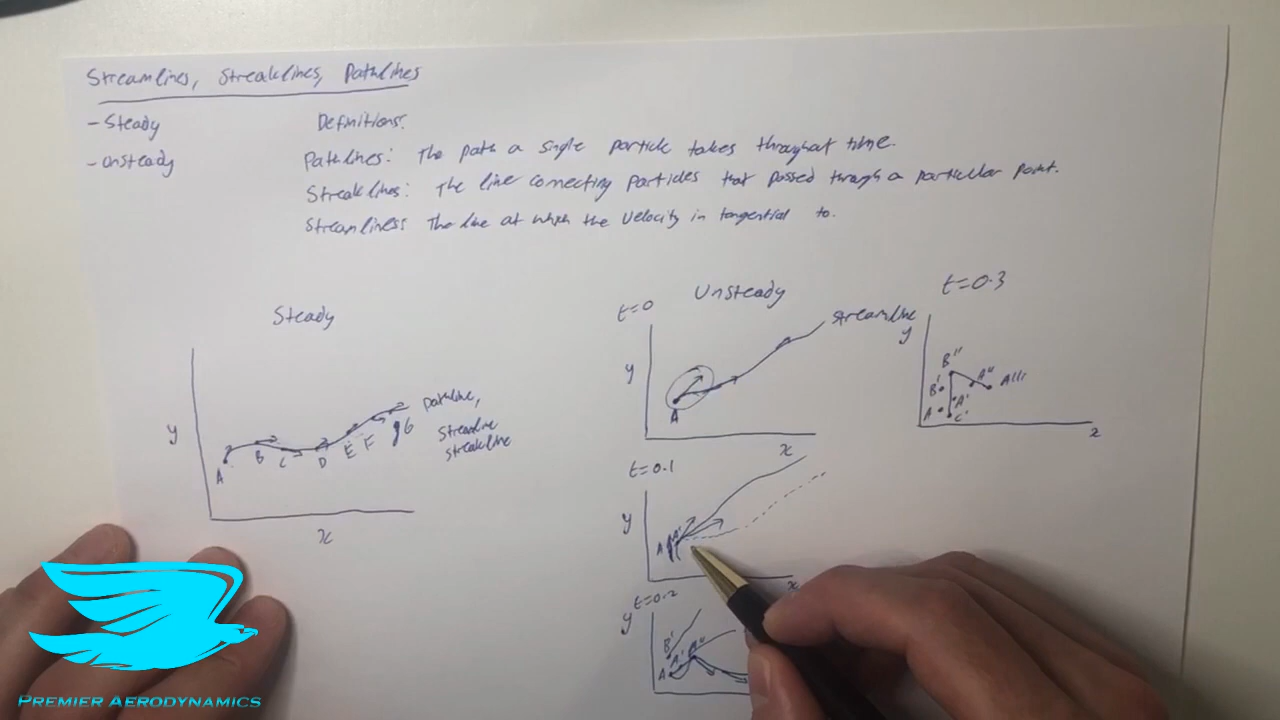 Streamlines, Streaklines, Pathlines
- Steady
- unsteady
Definitions:
Pathlines: The path a single particle takes throughout time.
Streaklines: The line connecting particles that passed through a particular point.
Streamliness The line at which the velocity in tangential to.
Steady
y
A B C D E F G
pathline,
streamline
streakline
x
Unsteady
t=0
streamline
y
A
x
t=0.1
y
A A'
x
t=0.2
y
B'
A A' A''
t=0.3
y
B''
B' A'' A'''
A A'
C'
x
PREMIER AERODYNAMICS